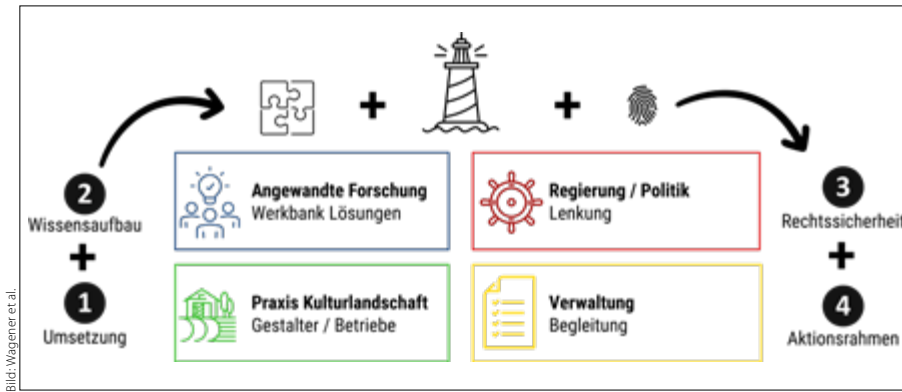 2
Wissensaufbau
+
1
Umsetzung
+
+
Angewandte Forschung
Werkbank Lösungen
Regierung / Politik
Lenkung
Praxis Kulturlandschaft
Gestalter / Betriebe
Verwaltung
Begleitung
3
Rechtssicherheit
+
4
Aktionsrahmen
Bild: Wagener et al.